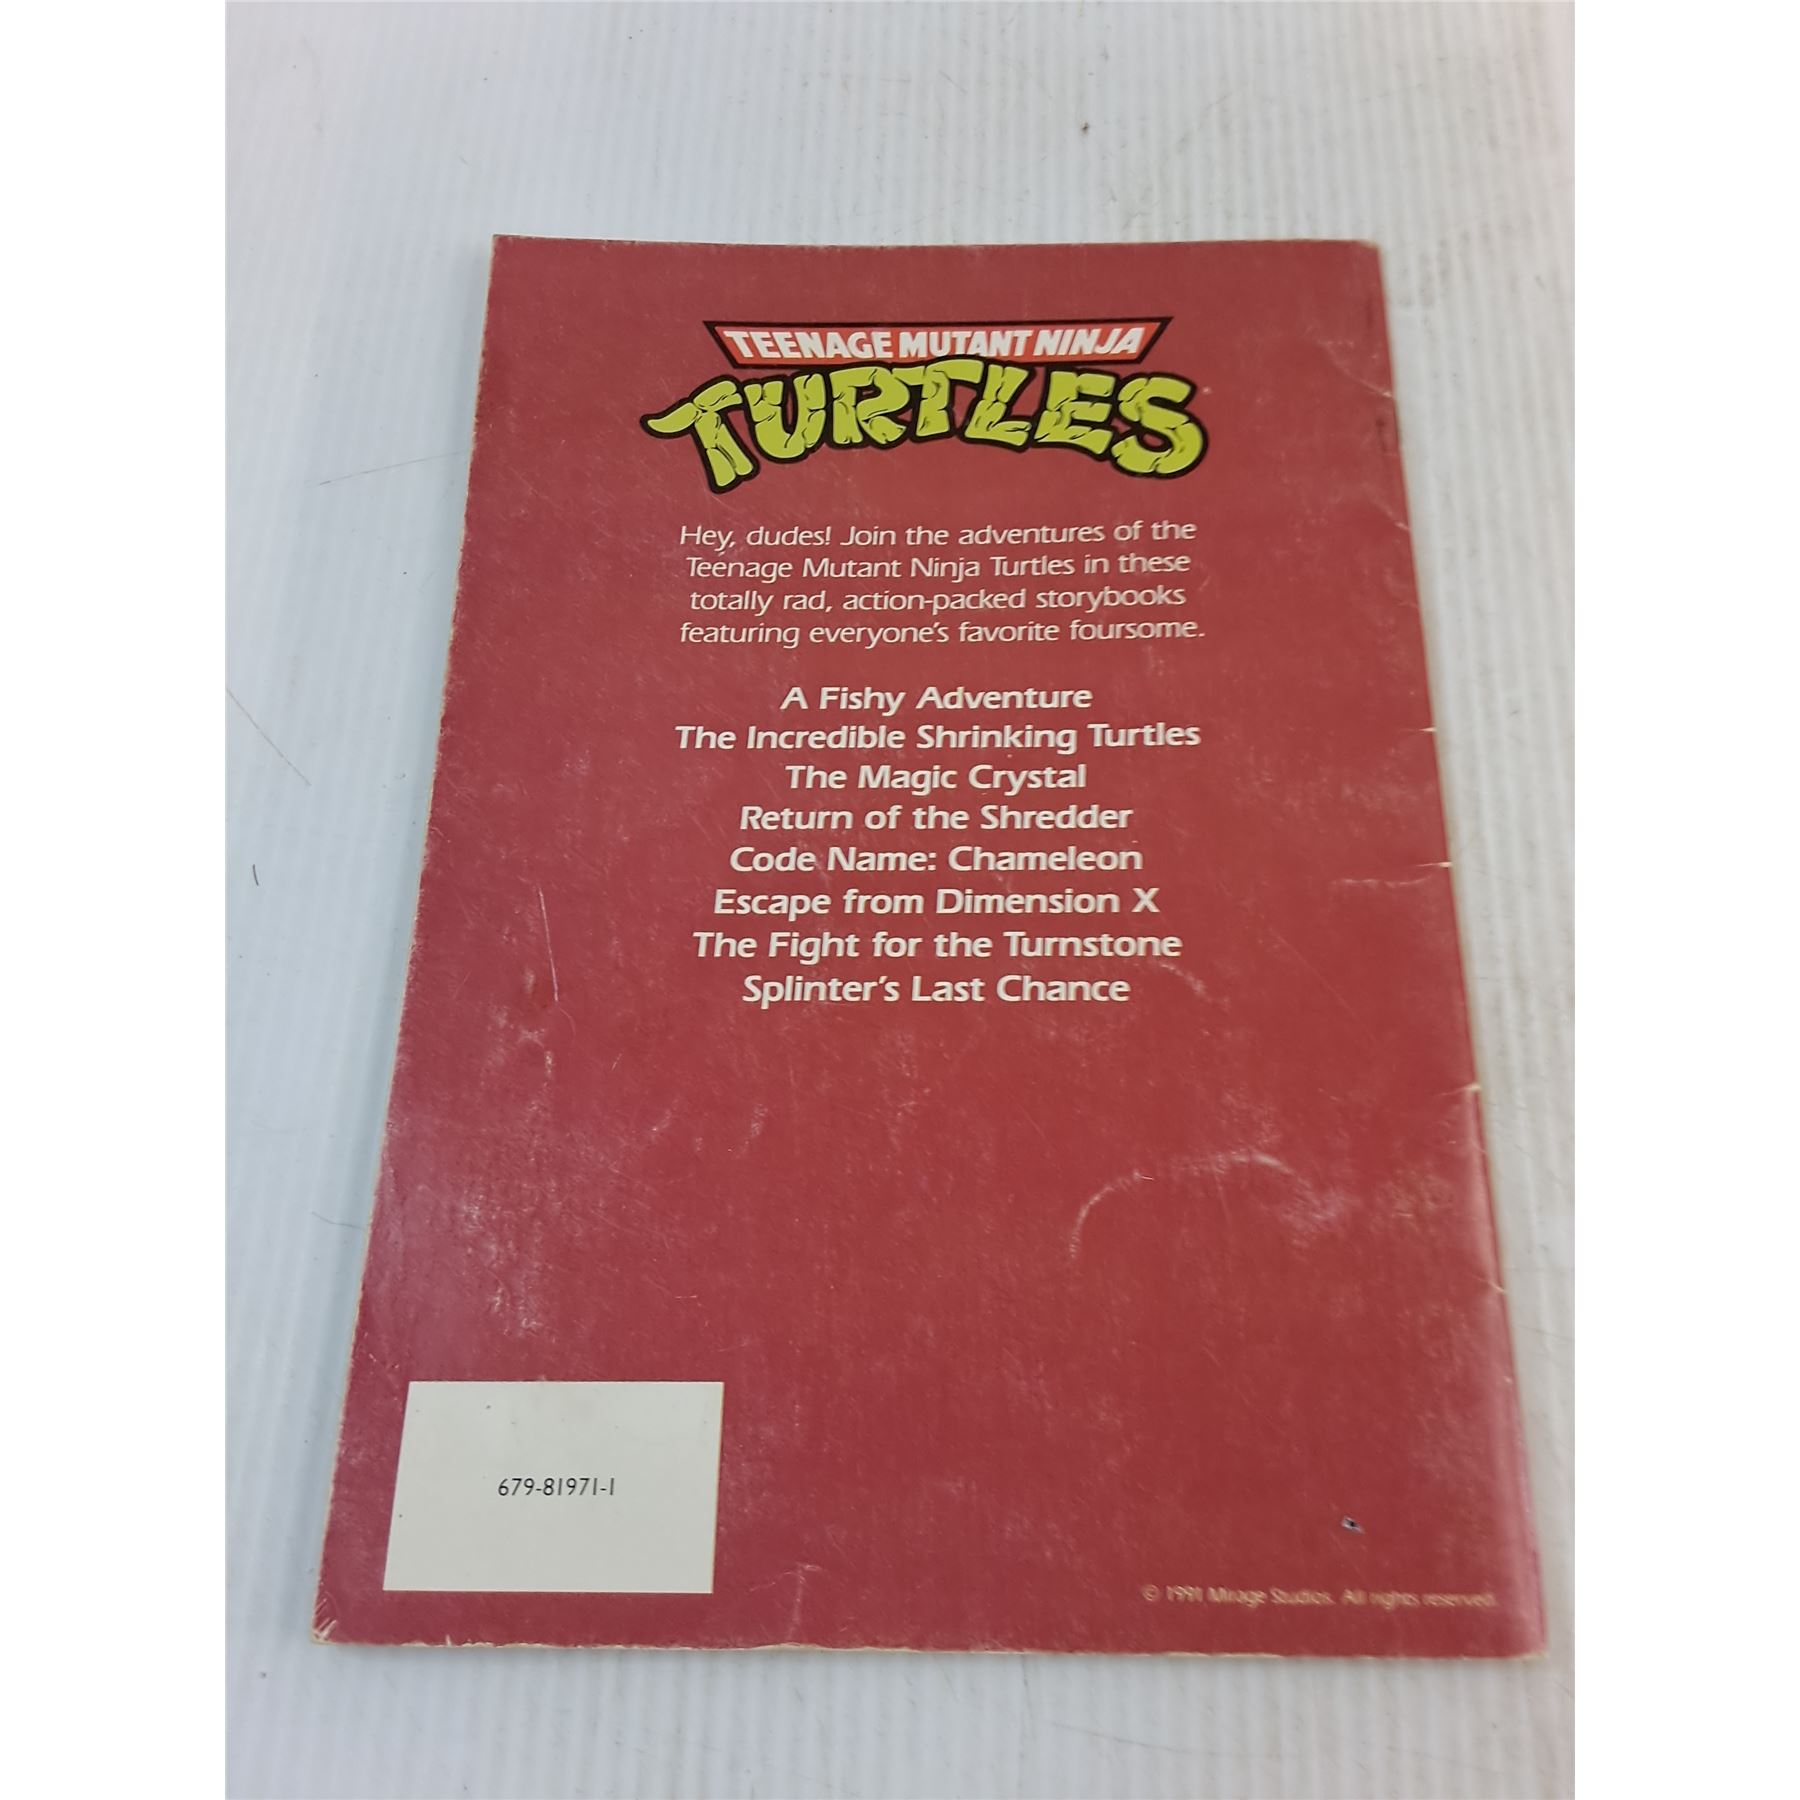 TEENAGE MUTANT NINJA
TURTLES
Hey, dudes! Join the adventures of the
Teenage Mutant Ninja Turtles in these
totally rad, action-packed storybooks
featuring everyone's favorite foursome.
A Fishy Adventure
The Incredible Shrinking Turtles
The Magic Crystal
Return of the Shredder
Code Name: Chameleon
Escape from Dimension X
The Fight for the Turnstone
Splinter's Last Chance
679-81971-1
© 1991 Mirage Studios. All rights reserved.